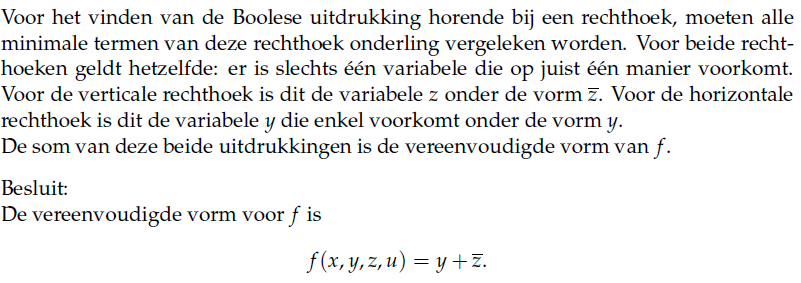 Voor het vinden van de Boolese uitdrukking horende bij een rechthoek, moeten alle
minimale termen van deze rechthoek onderling vergeleken worden. Voor beide recht-
hoeken geldt hetzelfde: er is slechts één variabele die op juist één manier voorkomt.
Voor de verticale rechthoek is dit de variabele z onder de vorm z̅. Voor de horizontale
rechthoek is dit de variabele y die enkel voorkomt onder de vorm y.
De som van deze beide uitdrukkingen is de vereenvoudigde vorm van f.
Besluit:
De vereenvoudigde vorm voor f is
f(x, y, z, u) = y + z̅.